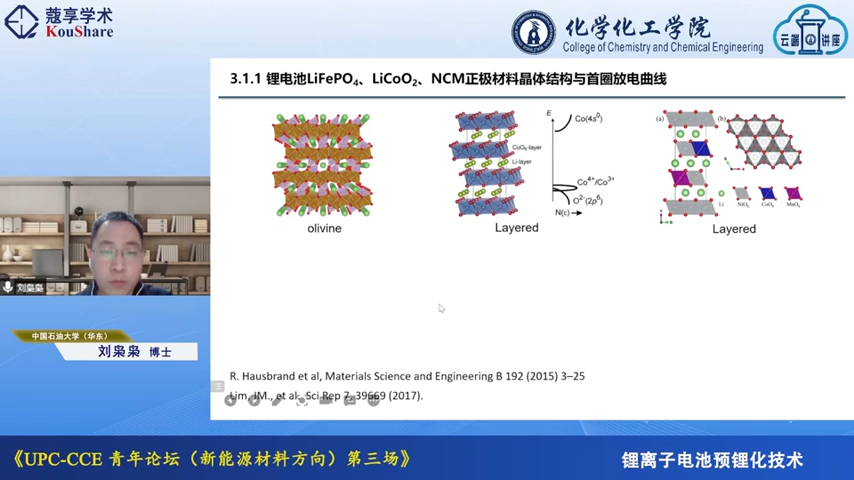 蔻享学术
KouShare
化学化工学院
College of Chemistry and Chemical Engineering
云端讲座
3.1.1 锂电池LiFePO₄、LiCoO₂、NCM正极材料晶体结构与首圈放电曲线
E
Co(4s⁰)
CoO₂-layer
Li-layer
Co⁴⁺/Co³⁺
O²⁻(2p⁶)
N(ε)
(a)
(b)
Li
NiO₆
CoO₆
MnO₆
olivine
Layered
Layered
刘枭枭
中国石油大学（华东）
刘枭枭 博士
R. Hausbrand et al, Materials Science and Engineering B 192 (2015) 3–25
Lim, JM., et al. Sci Rep 7, 39669 (2017).
《UPC-CCE 青年论坛（新能源材料方向）第三场》
锂离子电池预锂化技术